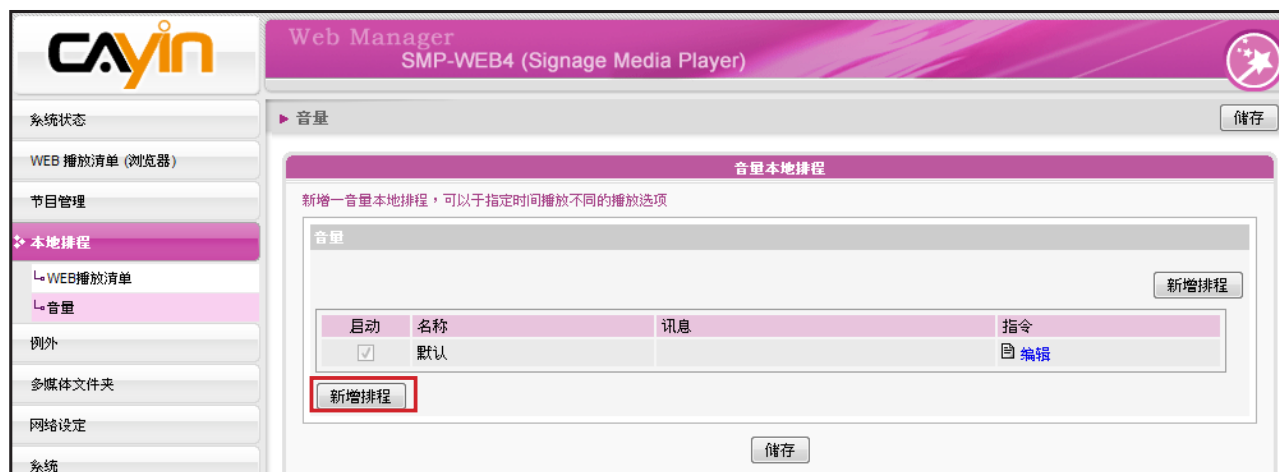 CAYIN
Web Manager
SMP-WEB4 (Signage Media Player)
系统状态
WEB 播放清单 (浏览器)
节目管理
本地排程
WEB播放清单
音量
例外
多媒体文件夹
网络设定
系统
音量
储存
音量本地排程
新增一音量本地排程，可以于指定时间播放不同的播放选项
音量
新增排程
启动 名称 讯息 指令
默认 编辑
新增排程
储存